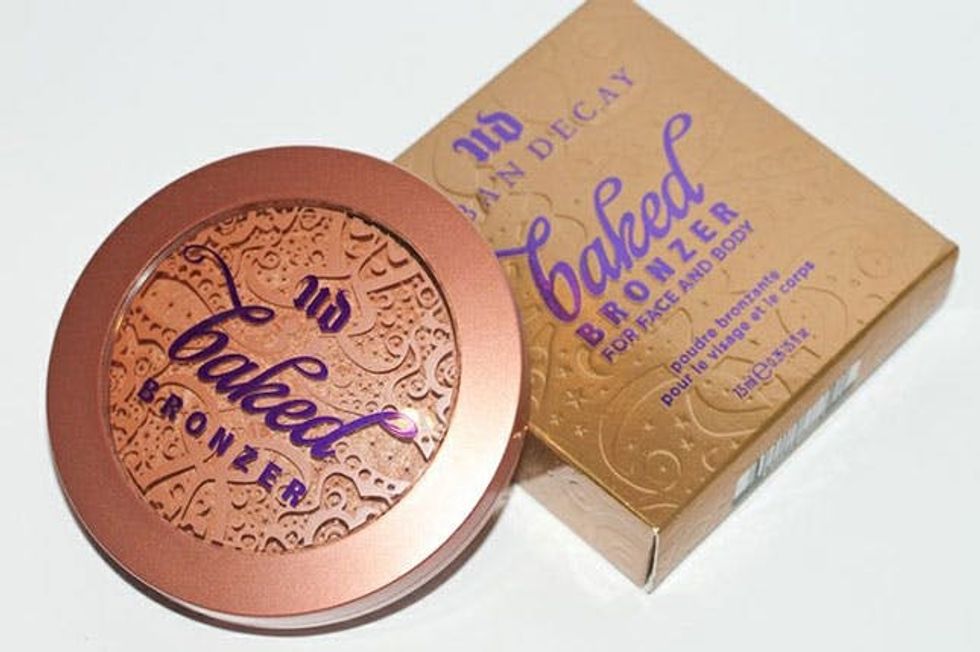 UD
baked
BRONZER
UD
BAN DECAY
baked
BRONZER
FOR FACE AND BODY
poudre bronzante
pour le visage et le corps